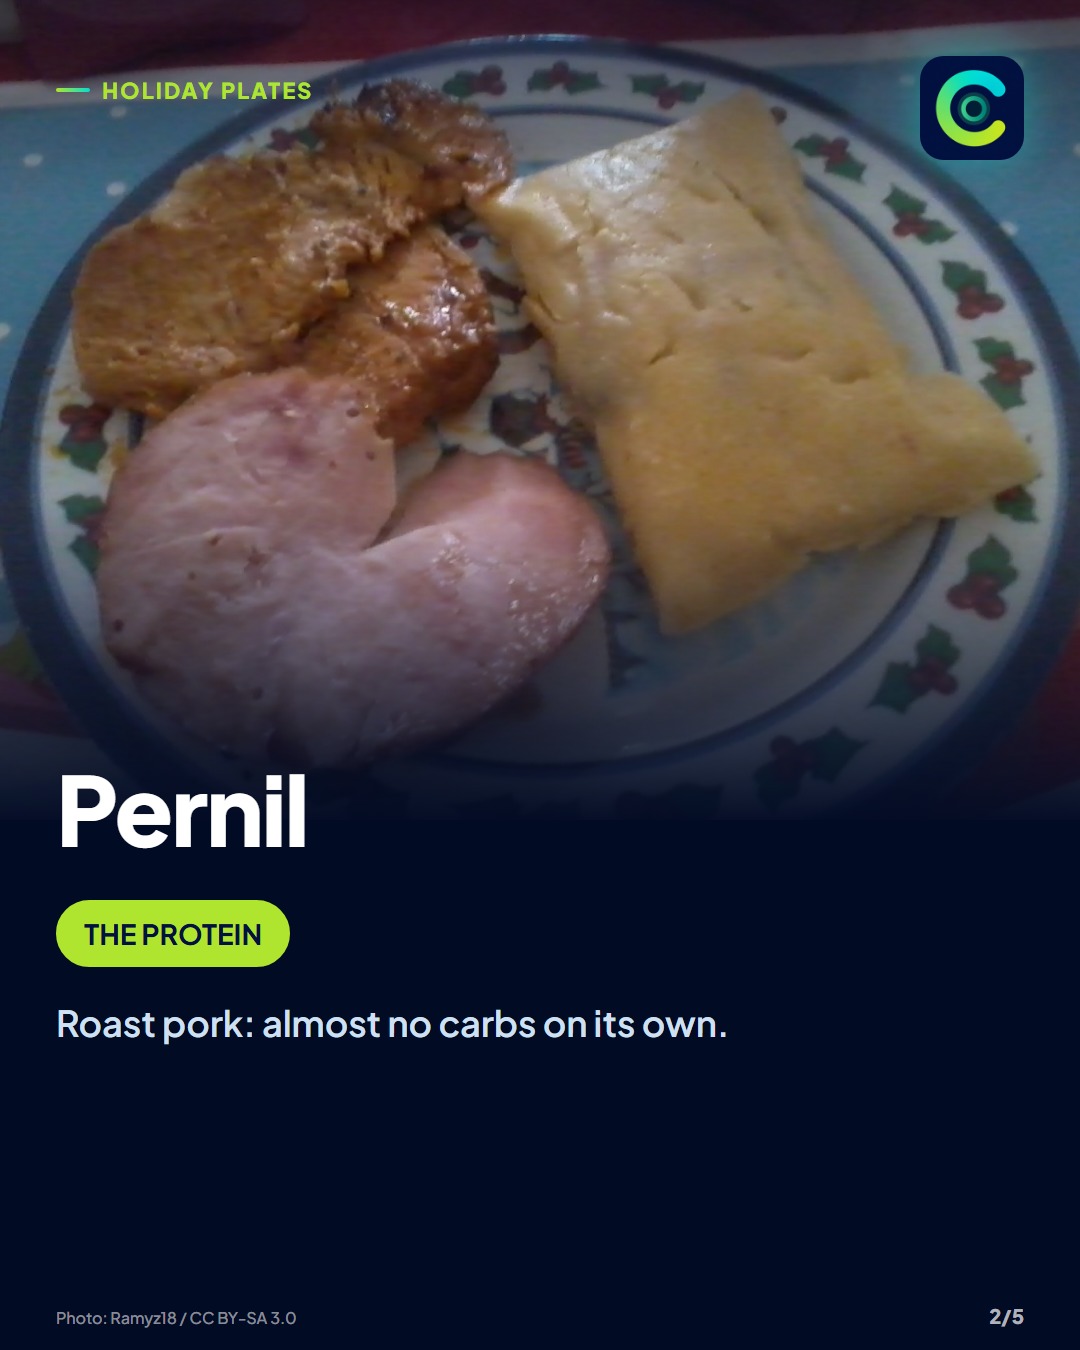 HOLIDAY PLATES
Pernil
THE PROTEIN
Roast pork: almost no carbs on its own.
Photo: Ramyz18 / CC BY-SA 3.0
2/5